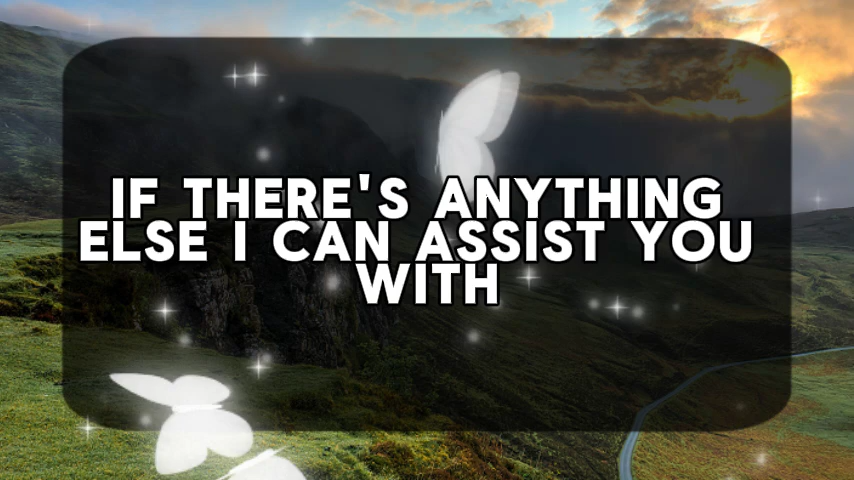 IF THERE'S ANYTHING
ELSE I CAN ASSIST YOU
WITH